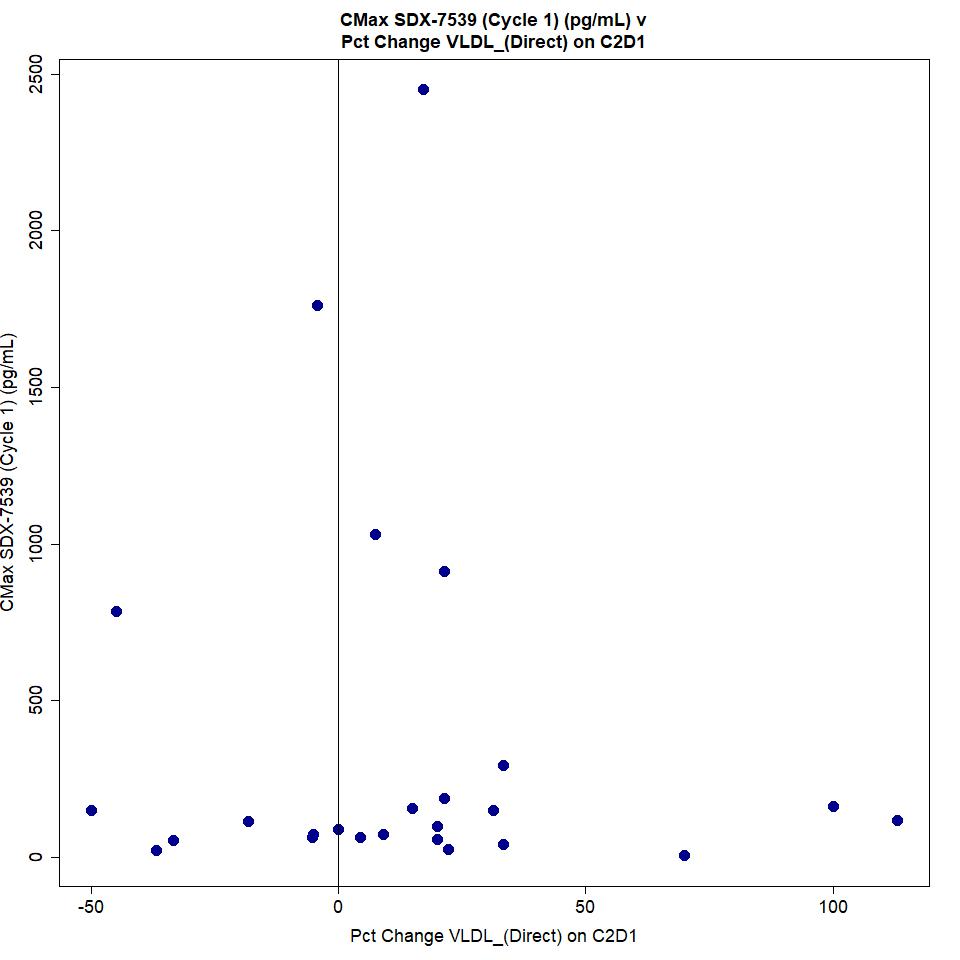 CMax SDX-7539 (Cycle 1) (pg/mL) v
Pct Change VLDL_(Direct) on C2D1
CMax SDX-7539 (Cycle 1) (pg/mL)
2500
2000
1500
1000
500
0
-50
0
50
100
Pct Change VLDL_(Direct) on C2D1